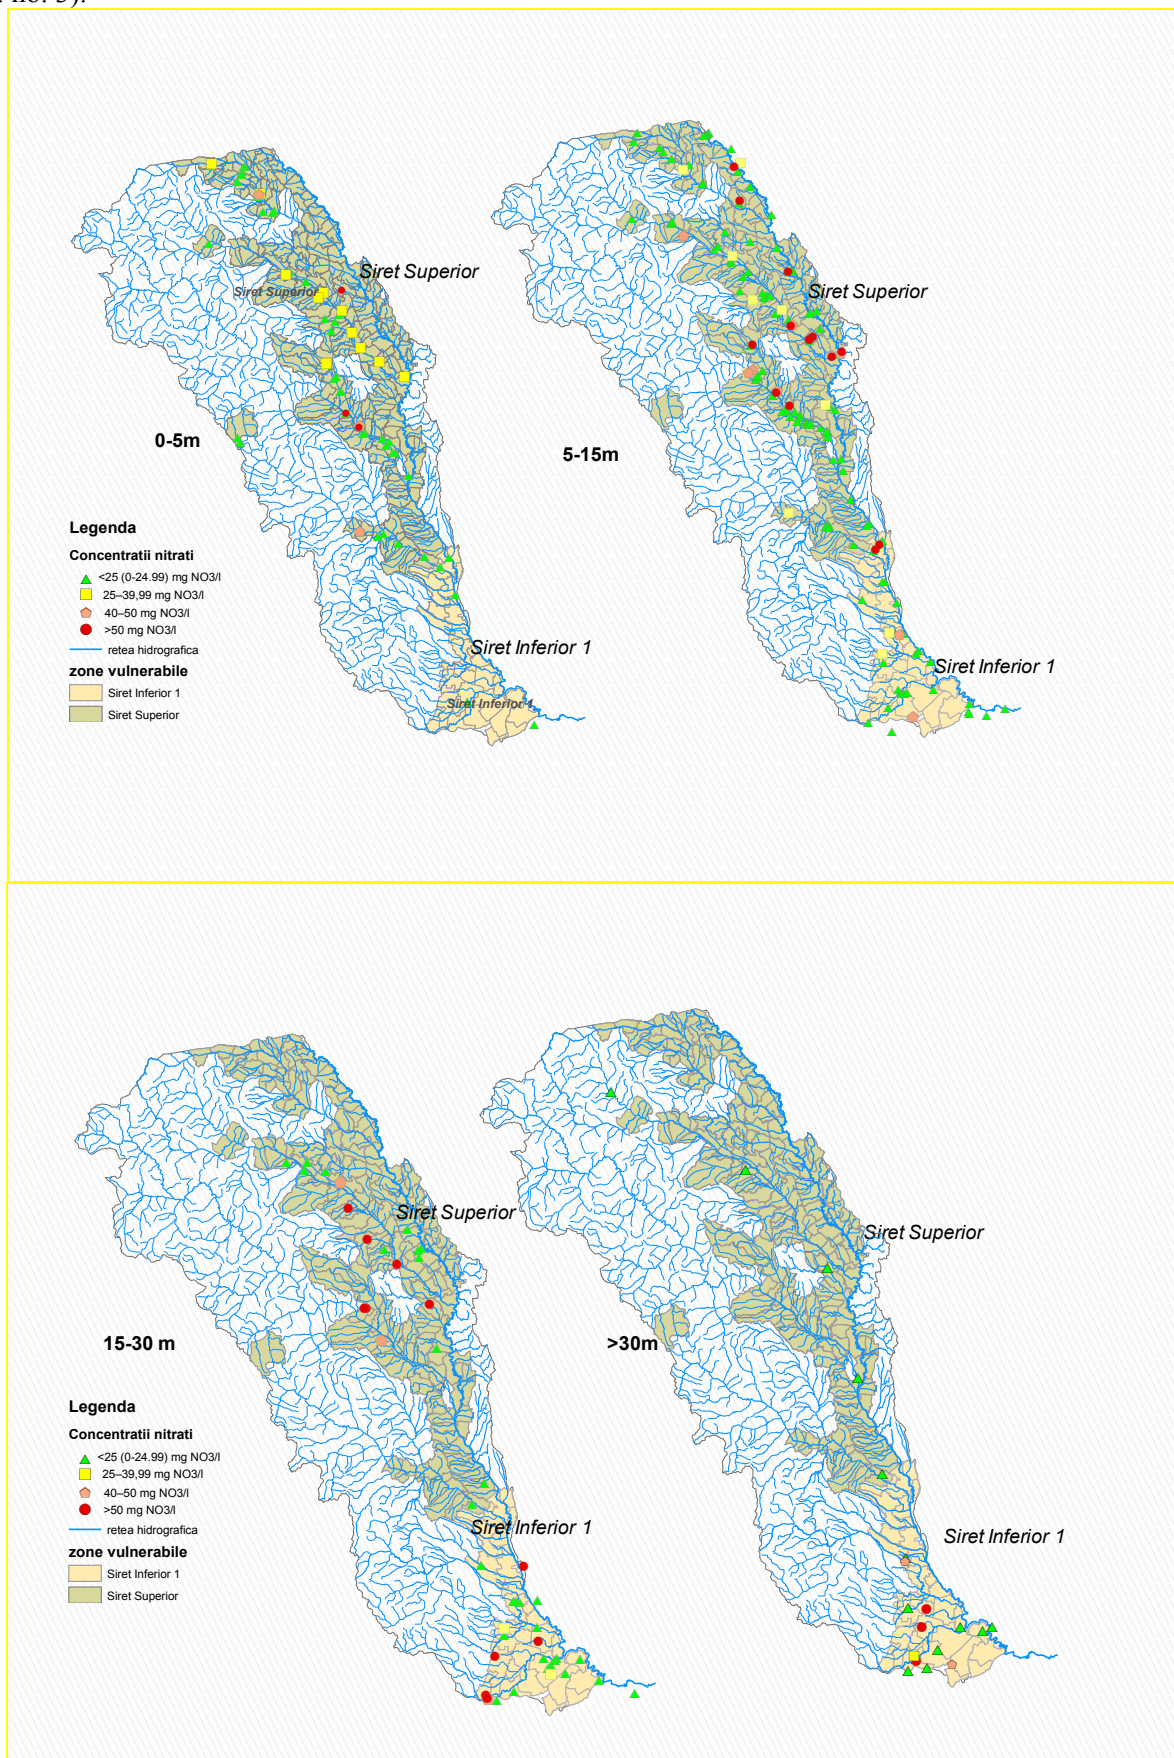 Siret Superior
Siret Superior
Siret Superior
0-5m
5-15m
Legenda
Concentratii nitrati
<25 (0-24.99) mg NO3/l
25–39,99 mg NO3/l
40–50 mg NO3/l
>50 mg NO3/l
retea hidrografica
zone vulnerabile
Siret Inferior 1
Siret Superior
Siret Inferior 1
Siret Inferior 1
Siret Inferior 1
Siret Superior
Siret Superior
15-30 m
>30m
Legenda
Concentratii nitrati
<25 (0-24.99) mg NO3/l
25–39,99 mg NO3/l
40–50 mg NO3/l
>50 mg NO3/l
retea hidrografica
zone vulnerabile
Siret Inferior 1
Siret Superior
Siret Inferior 1
Siret Inferior 1